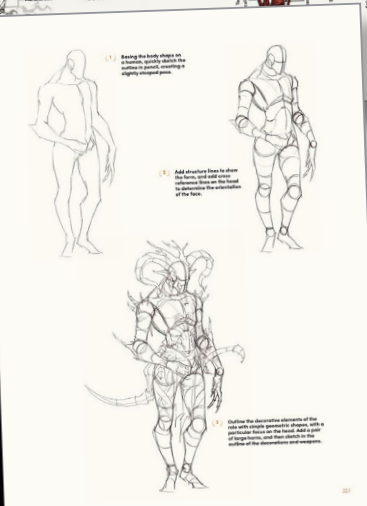 1 Basing the body shape on
a human, quickly sketch the
outline in pencil, creating a
slightly stooped pose.
2 Add structure lines to show
the form, and add cross
reference lines on the head
to determine the orientation
of the face.
3 Outline the decorative elements of the
role with simple geometric shapes, with a
particular focus on the head. Add a pair
of large horns, and then sketch in the
outline of the decorations and weapons.